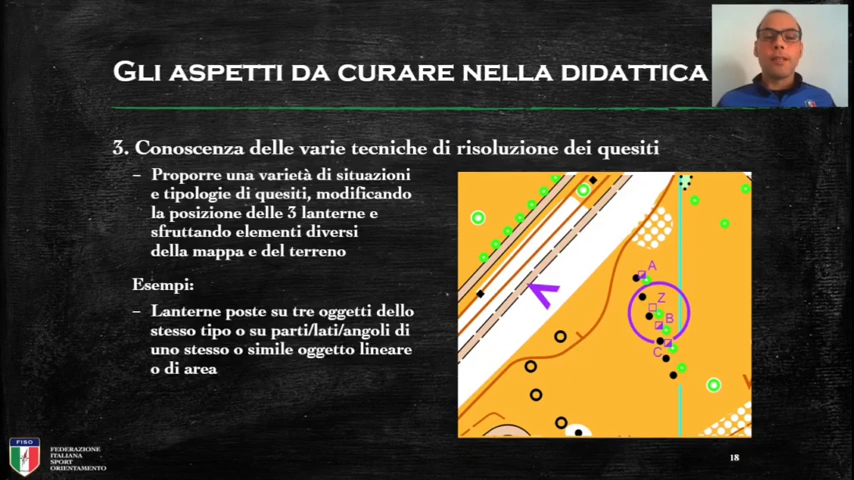 GLI ASPETTI DA CURARE NELLA DIDATTICA
3. Conoscenza delle varie tecniche di risoluzione dei quesiti
– Proporre una varietà di situazioni
e tipologie di quesiti, modificando
la posizione delle 3 lanterne e
sfruttando elementi diversi
della mappa e del terreno
Esempi:
– Lanterne poste su tre oggetti dello
stesso tipo o su parti/lati/angoli di
uno stesso o simile oggetto lineare
o di area
A
Z
B
C
FISO
FEDERAZIONE
ITALIANA
SPORT
ORIENTAMENTO
18